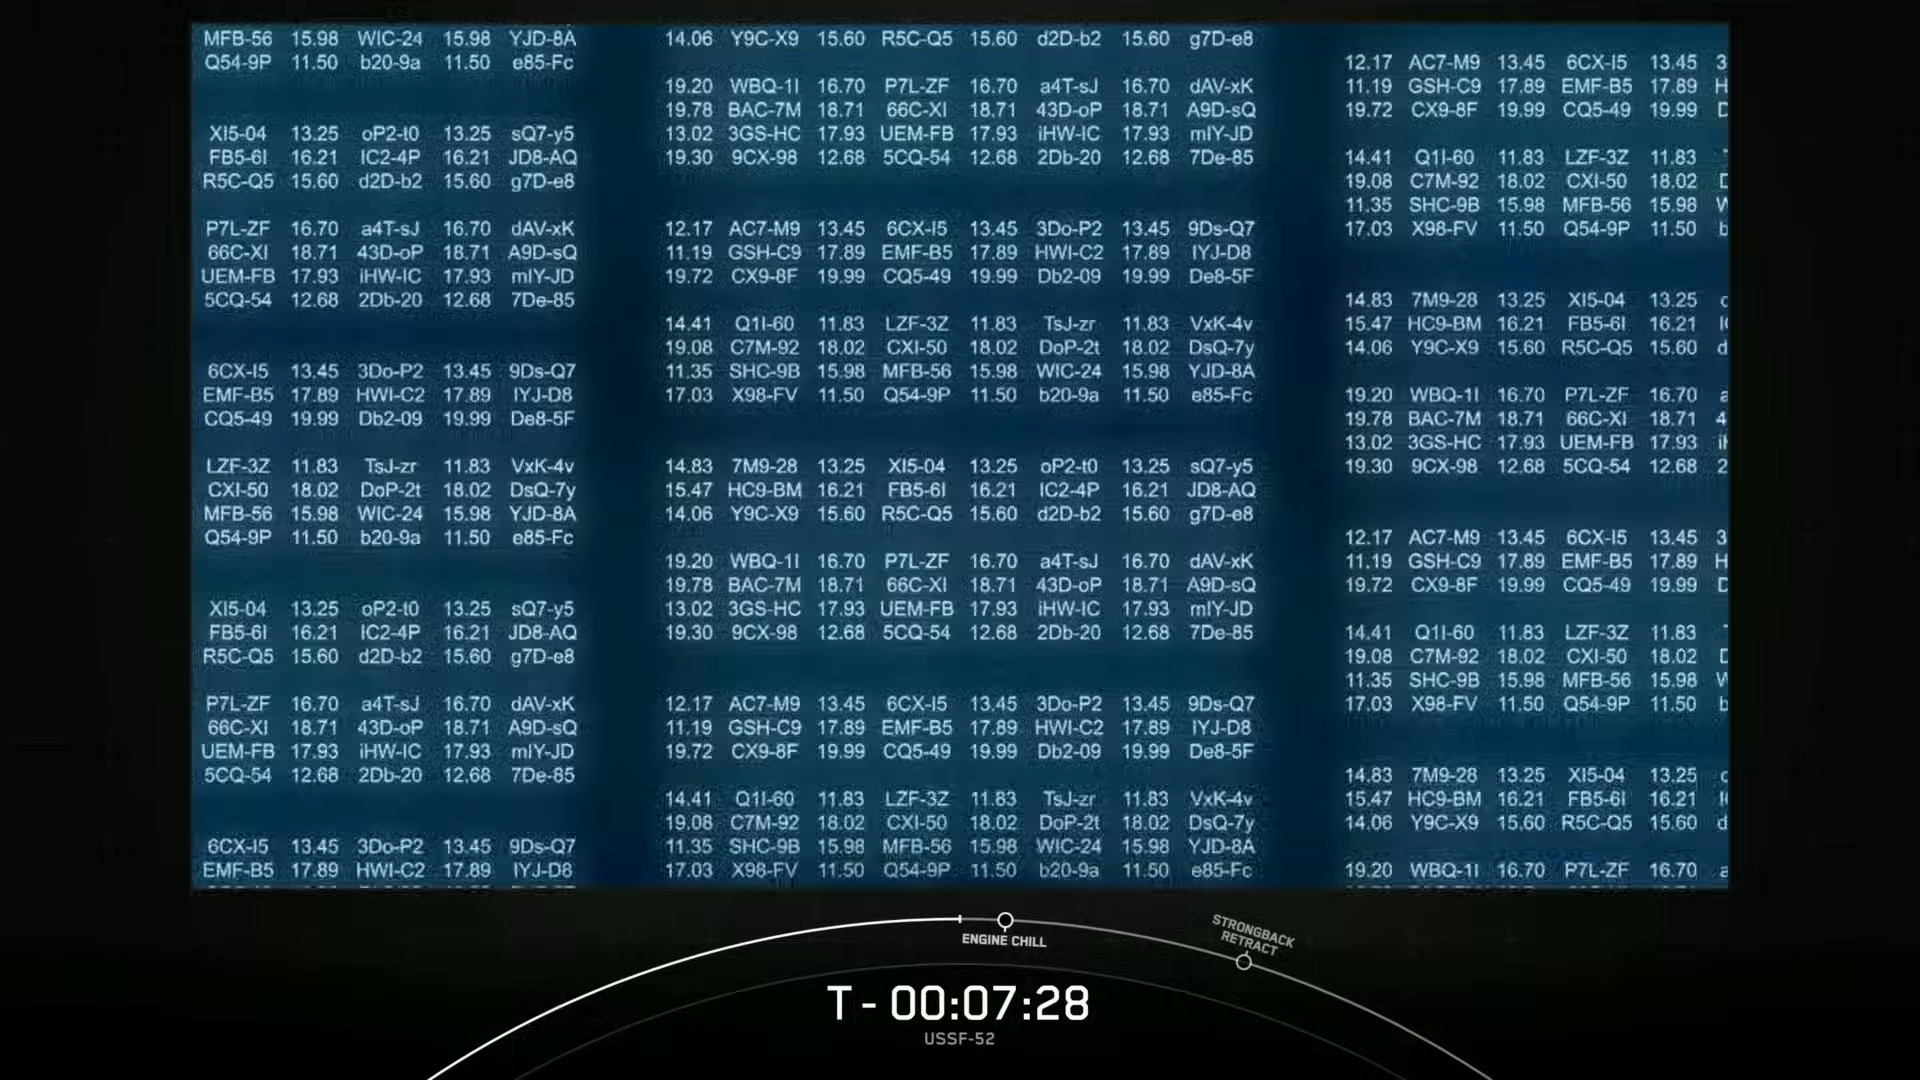 MFB-56 15.98 WIC-24 15.98 YJD-8A
Q54-9P 11.50 b20-9a 11.50 e85-Fc
XI5-04 13.25 oP2-t0 13.25 sQ7-y5
FB5-6I 16.21 IC2-4P 16.21 JD8-AQ
R5C-Q5 15.60 d2D-b2 15.60 g7D-e8
P7L-ZF 16.70 a4T-sJ 16.70 dAV-xK
66C-XI 18.71 43D-oP 18.71 A9D-sQ
UEM-FB 17.93 iHW-IC 17.93 mIY-JD
5CQ-54 12.68 2Db-20 12.68 7De-85
6CX-I5 13.45 3Do-P2 13.45 9Ds-Q7
EMF-B5 17.89 HWI-C2 17.89 IYJ-D8
CQ5-49 19.99 Db2-09 19.99 De8-5F
LZF-3Z 11.83 TsJ-zr 11.83 VxK-4v
CXI-50 18.02 DoP-2t 18.02 DsQ-7y
MFB-56 15.98 WIC-24 15.98 YJD-8A
Q54-9P 11.50 b20-9a 11.50 e85-Fc
XI5-04 13.25 oP2-t0 13.25 sQ7-y5
FB5-6I 16.21 IC2-4P 16.21 JD8-AQ
R5C-Q5 15.60 d2D-b2 15.60 g7D-e8
P7L-ZF 16.70 a4T-sJ 16.70 dAV-xK
66C-XI 18.71 43D-oP 18.71 A9D-sQ
UEM-FB 17.93 iHW-IC 17.93 mIY-JD
5CQ-54 12.68 2Db-20 12.68 7De-85
6CX-I5 13.45 3Do-P2 13.45 9Ds-Q7
EMF-B5 17.89 HWI-C2 17.89 IYJ-D8
14.06 Y9C-X9 15.60 R5C-Q5 15.60 d2D-b2 15.60 g7D-e8
19.20 WBQ-1I 16.70 P7L-ZF 16.70 a4T-sJ 16.70 dAV-xK
19.78 BAC-7M 18.71 66C-XI 18.71 43D-oP 18.71 A9D-sQ
13.02 3GS-HC 17.93 UEM-FB 17.93 iHW-IC 17.93 mIY-JD
19.30 9CX-98 12.68 5CQ-54 12.68 2Db-20 12.68 7De-85
12.17 AC7-M9 13.45 6CX-I5 13.45 3Do-P2 13.45 9Ds-Q7
11.19 GSH-C9 17.89 EMF-B5 17.89 HWI-C2 17.89 IYJ-D8
19.72 CX9-8F 19.99 CQ5-49 19.99 Db2-09 19.99 De8-5F
14.41 Q1I-60 11.83 LZF-3Z 11.83 TsJ-zr 11.83 VxK-4v
19.08 C7M-92 18.02 CXI-50 18.02 DoP-2t 18.02 DsQ-7y
11.35 SHC-9B 15.98 MFB-56 15.98 WIC-24 15.98 YJD-8A
17.03 X98-FV 11.50 Q54-9P 11.50 b20-9a 11.50 e85-Fc
14.83 7M9-28 13.25 XI5-04 13.25 oP2-t0 13.25 sQ7-y5
15.47 HC9-BM 16.21 FB5-6I 16.21 IC2-4P 16.21 JD8-AQ
14.06 Y9C-X9 15.60 R5C-Q5 15.60 d2D-b2 15.60 g7D-e8
19.20 WBQ-1I 16.70 P7L-ZF 16.70 a4T-sJ 16.70 dAV-xK
19.78 BAC-7M 18.71 66C-XI 18.71 43D-oP 18.71 A9D-sQ
13.02 3GS-HC 17.93 UEM-FB 17.93 iHW-IC 17.93 mIY-JD
19.30 9CX-98 12.68 5CQ-54 12.68 2Db-20 12.68 7De-85
12.17 AC7-M9 13.45 6CX-I5 13.45 3Do-P2 13.45 9Ds-Q7
11.19 GSH-C9 17.89 EMF-B5 17.89 HWI-C2 17.89 IYJ-D8
19.72 CX9-8F 19.99 CQ5-49 19.99 Db2-09 19.99 De8-5F
14.41 Q1I-60 11.83 LZF-3Z 11.83 TsJ-zr 11.83 VxK-4v
19.08 C7M-92 18.02 CXI-50 18.02 DoP-2t 18.02 DsQ-7y
11.35 SHC-9B 15.98 MFB-56 15.98 WIC-24 15.98 YJD-8A
17.03 X98-FV 11.50 Q54-9P 11.50 b20-9a 11.50 e85-Fc
12.17 AC7-M9 13.45 6CX-I5 13.45
11.19 GSH-C9 17.89 EMF-B5 17.89
19.72 CX9-8F 19.99 CQ5-49 19.99
14.41 Q1I-60 11.83 LZF-3Z 11.83
19.08 C7M-92 18.02 CXI-50 18.02
11.35 SHC-9B 15.98 MFB-56 15.98
17.03 X98-FV 11.50 Q54-9P 11.50
14.83 7M9-28 13.25 XI5-04 13.25
15.47 HC9-BM 16.21 FB5-6I 16.21
14.06 Y9C-X9 15.60 R5C-Q5 15.60
19.20 WBQ-1I 16.70 P7L-ZF 16.70
19.78 BAC-7M 18.71 66C-XI 18.71
13.02 3GS-HC 17.93 UEM-FB 17.93
19.30 9CX-98 12.68 5CQ-54 12.68
12.17 AC7-M9 13.45 6CX-I5 13.45
11.19 GSH-C9 17.89 EMF-B5 17.89
19.72 CX9-8F 19.99 CQ5-49 19.99
14.41 Q1I-60 11.83 LZF-3Z 11.83
19.08 C7M-92 18.02 CXI-50 18.02
11.35 SHC-9B 15.98 MFB-56 15.98
17.03 X98-FV 11.50 Q54-9P 11.50
14.83 7M9-28 13.25 XI5-04 13.25
15.47 HC9-BM 16.21 FB5-6I 16.21
14.06 Y9C-X9 15.60 R5C-Q5 15.60
19.20 WBQ-1I 16.70 P7L-ZF 16.70
ENGINE CHILL
STRONGBACK
RETRACT
T - 00:07:28
USSF-52